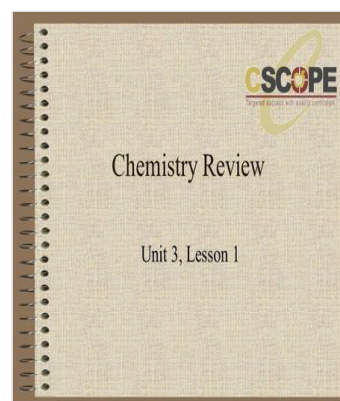 CSCOPE
Targeted success with quality curriculum
Chemistry Review
Unit 3, Lesson 1